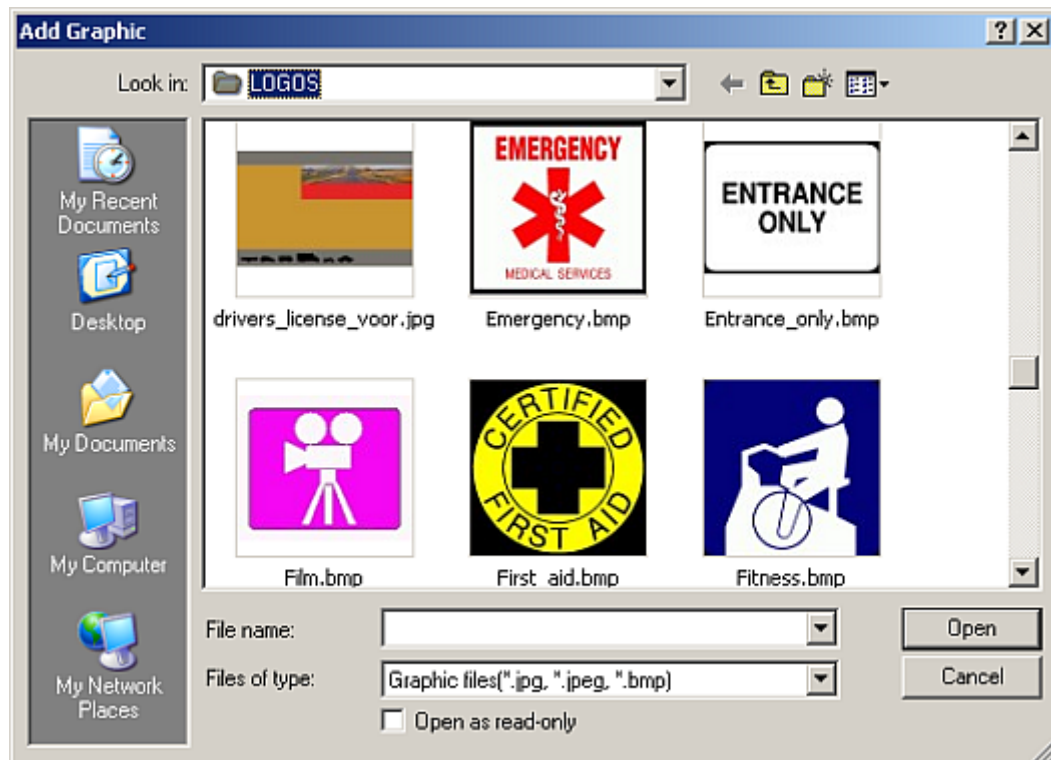 Add Graphic
Look in:
LOGOS
My Recent
Documents
Desktop
My Documents
My Computer
My Network
Places
EMERGENCY
MEDICAL SERVICES
ENTRANCE
ONLY
drivers_license_voor.jpg
Emergency.bmp
Entrance_only.bmp
CERTIFIED
FIRST AID
Film.bmp
First_aid.bmp
Fitness.bmp
File name:
Open
Files of type:
Graphic files(*.jpg, *.jpeg, *.bmp)
Cancel
Open as read-only